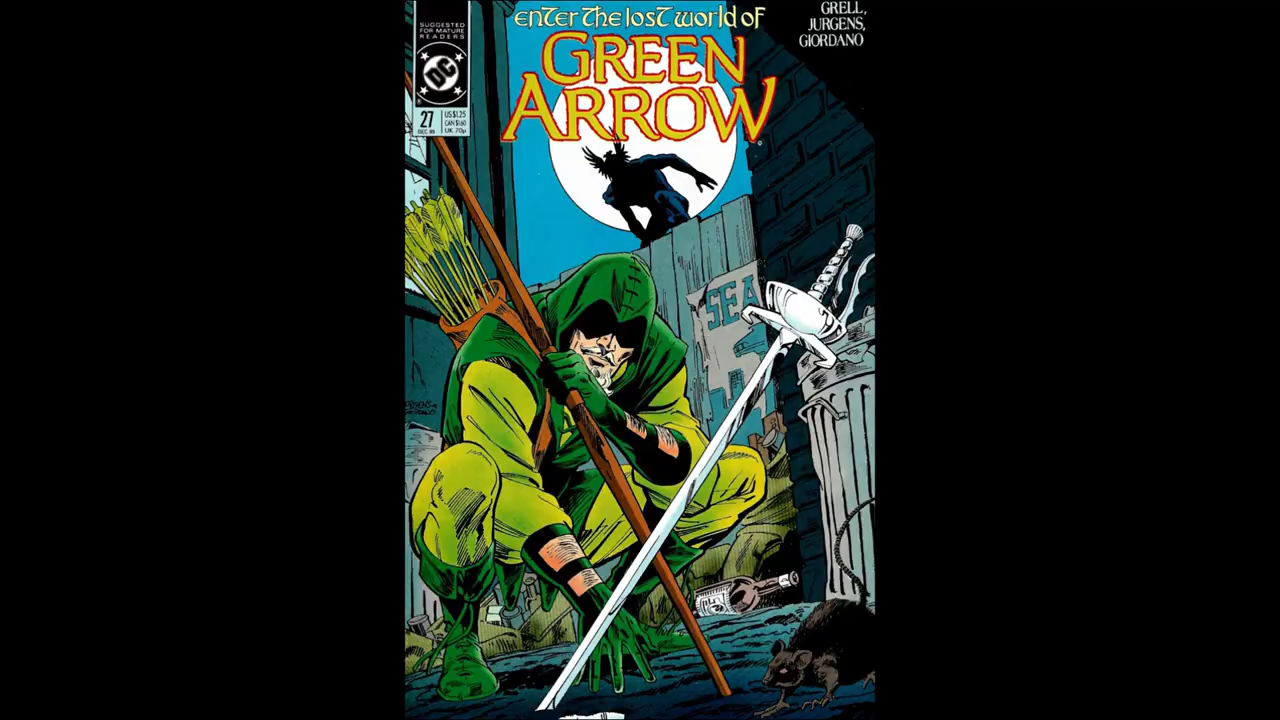 enter the lost world of
GREEN
ARROW
GRELL,
JURGENS,
GIORDANO
SUGGESTED
FOR MATURE
READERS
DC
27
DEC 89
US $1.25
CAN $1.60
UK 70p
SEA